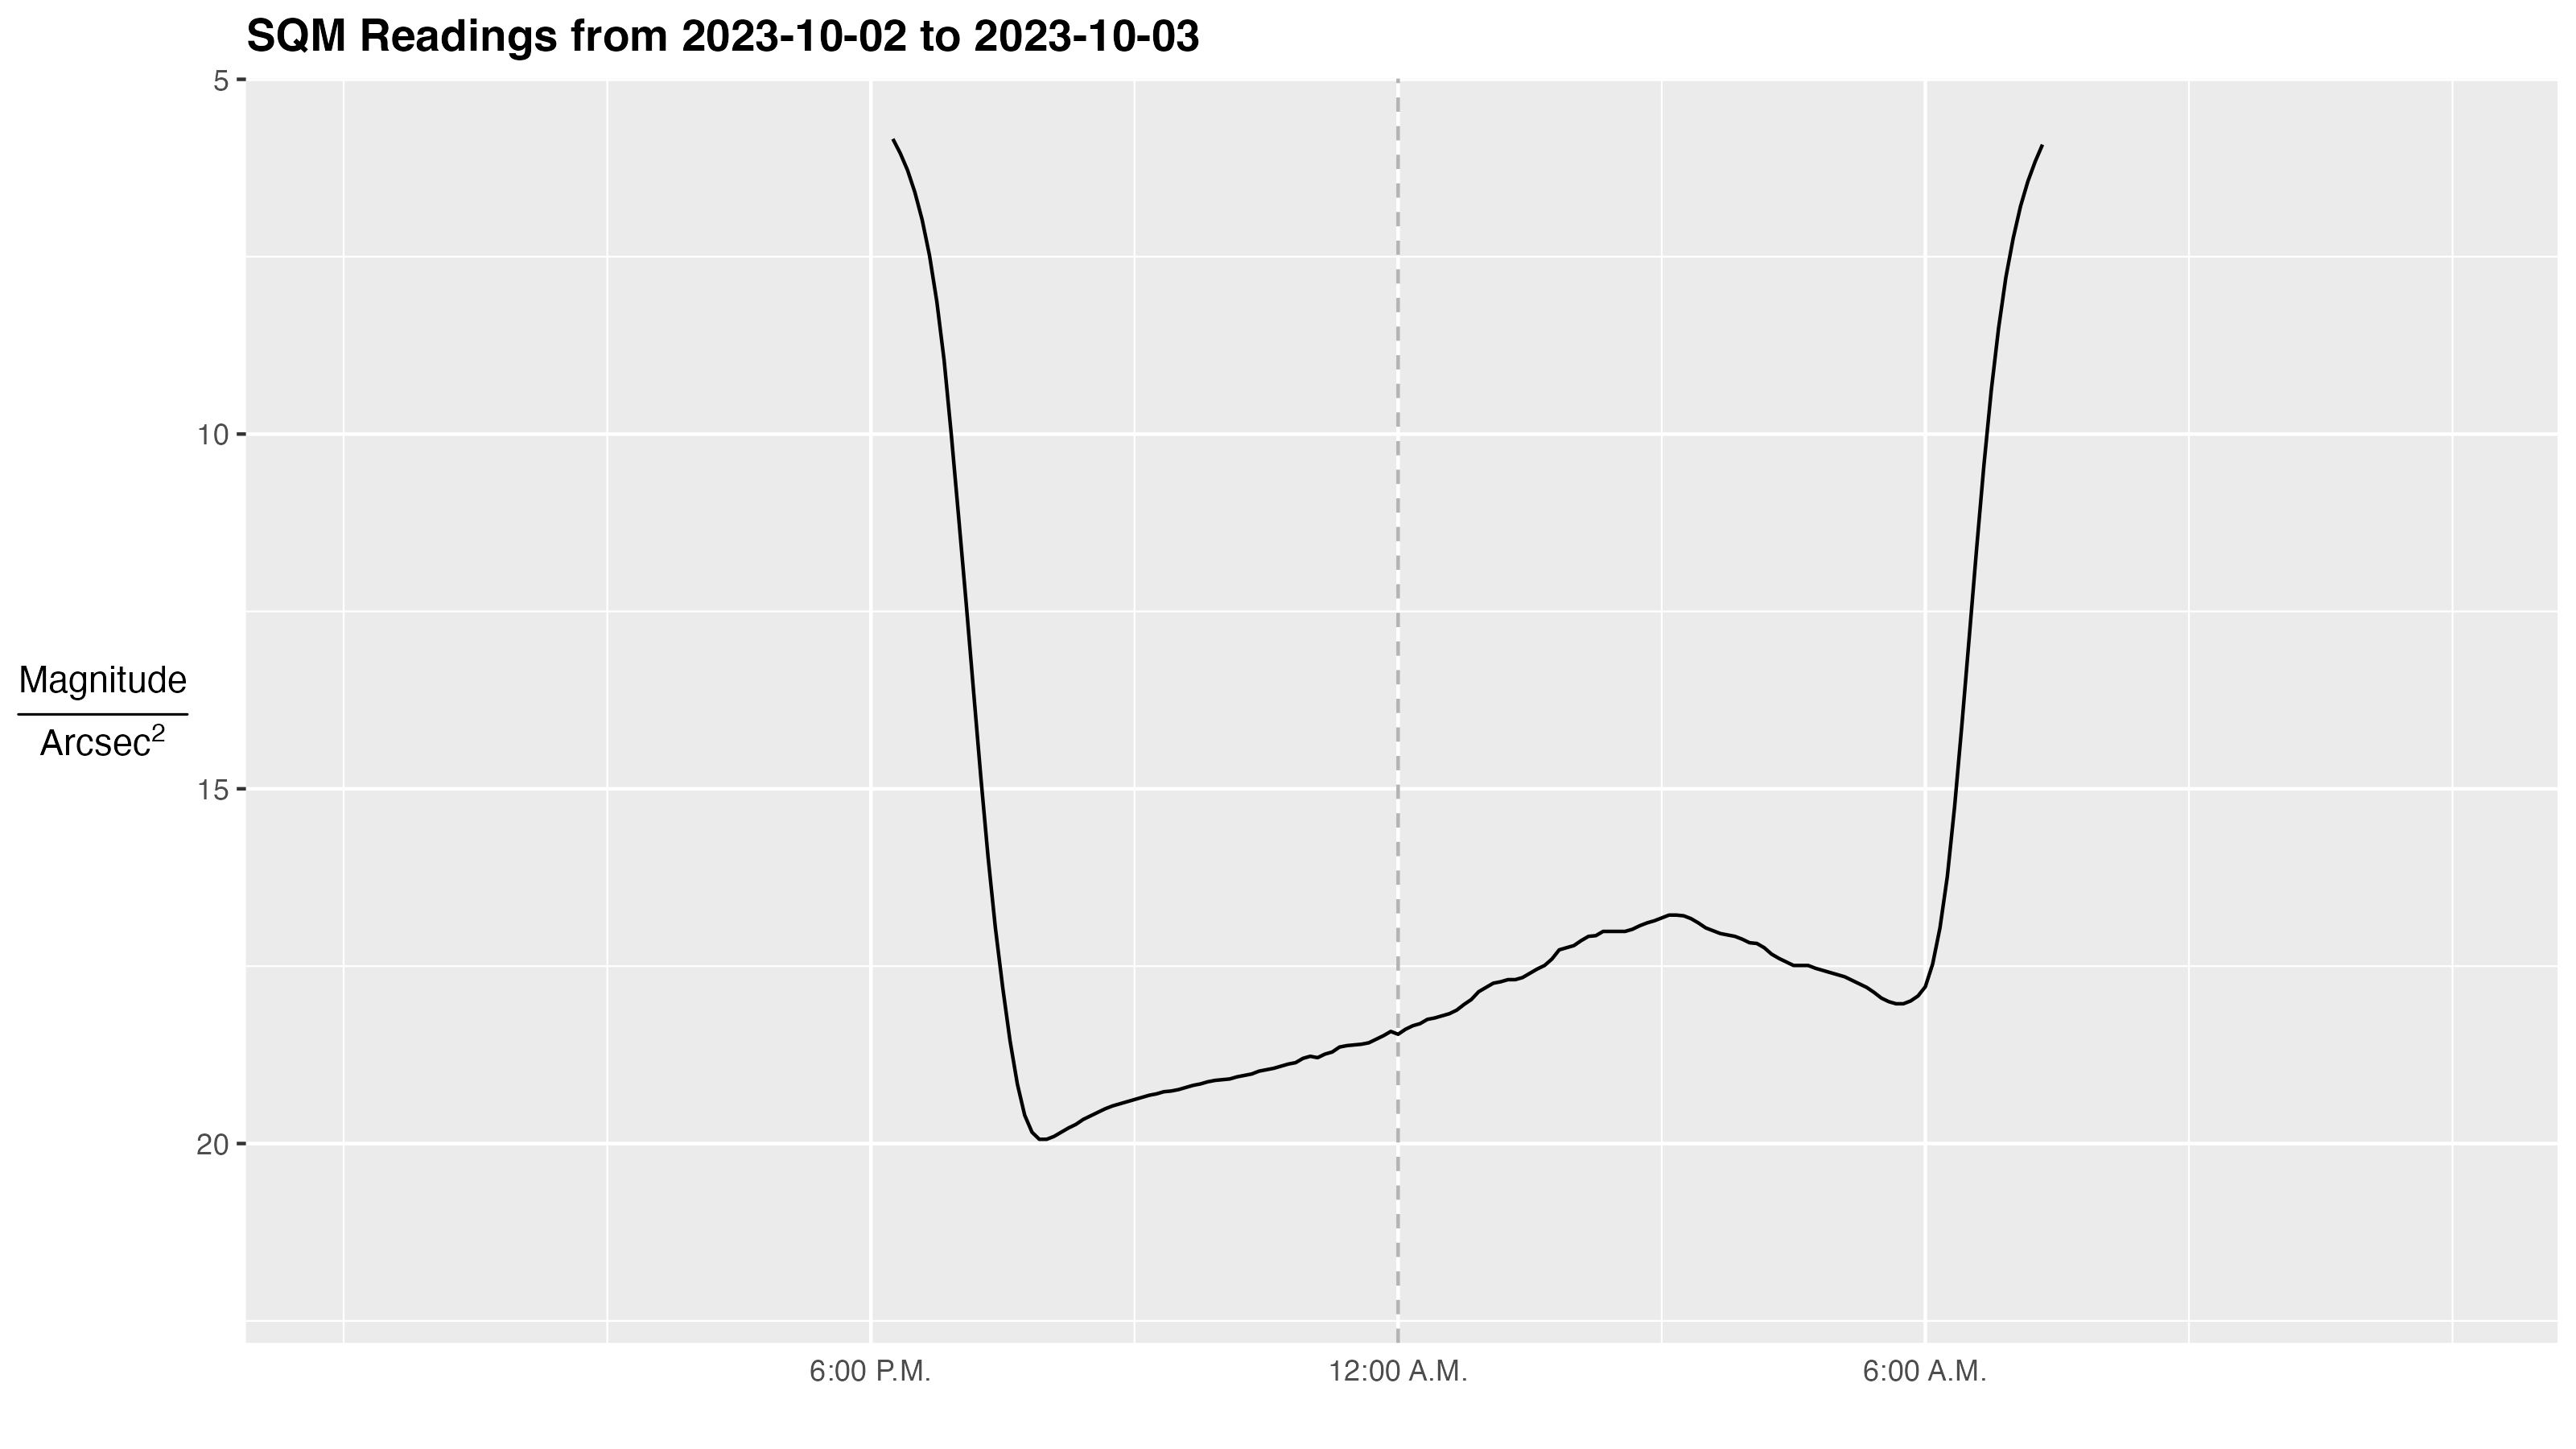 SQM Readings from 2023-10-02 to 2023-10-03
5
10
15
20
Magnitude
Arcsec²
6:00 P.M.
12:00 A.M.
6:00 A.M.